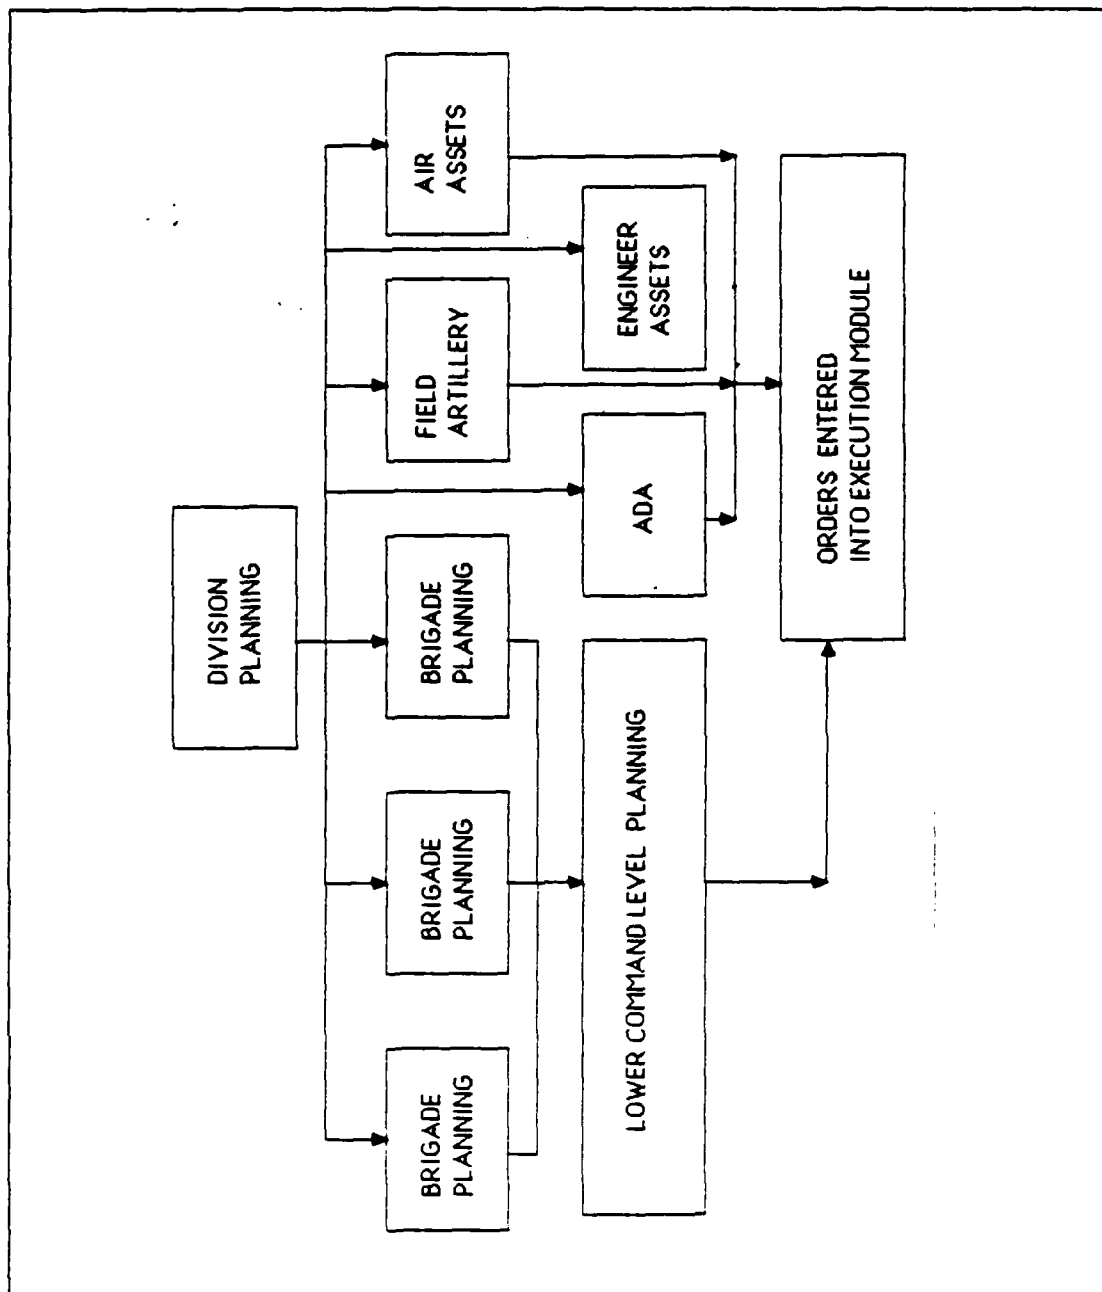 DIVISION
PLANNING
BRIGADE
PLANNING
BRIGADE
PLANNING
BRIGADE
PLANNING
FIELD
ARTILLERY
AIR
ASSETS
LOWER COMMAND LEVEL PLANNING
ADA
ENGINEER
ASSETS
ORDERS ENTERED
INTO EXECUTION MODULE